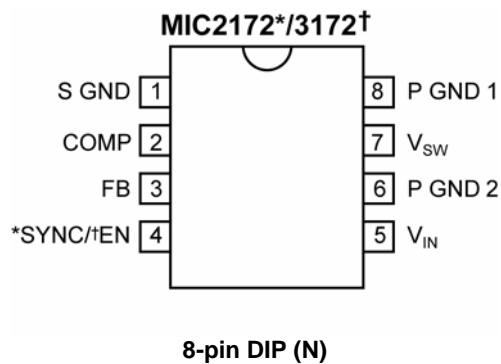 MIC2172*/3172†
S GND 1 8 P GND 1
COMP 2 7 VSW
FB 3 6 P GND 2
*SYNC/†EN 4 5 VIN
8-pin DIP (N)